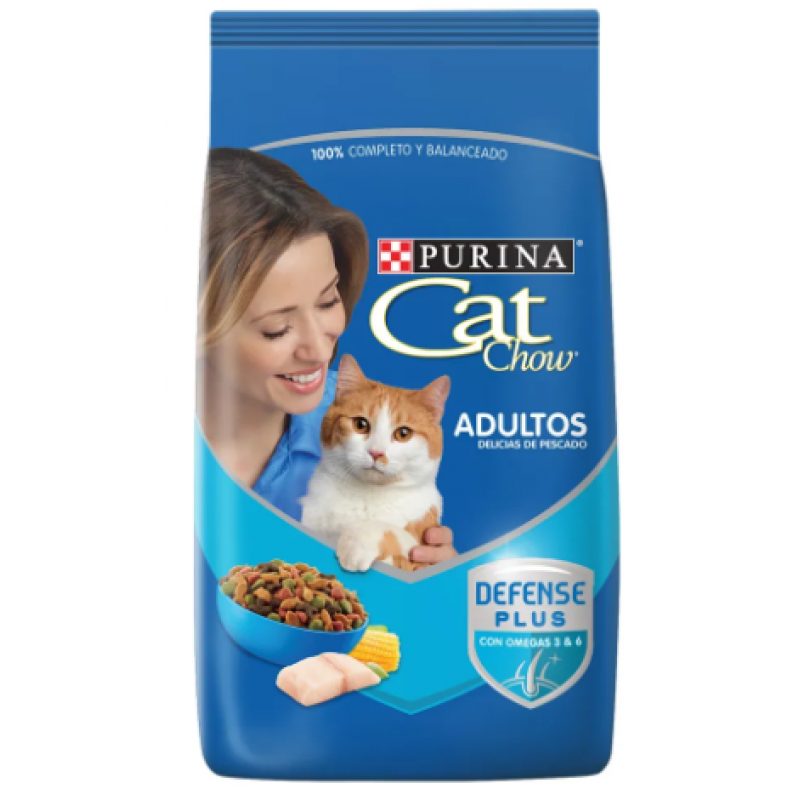 100% COMPLETO Y BALANCEADO
PURINA®
Cat
Chow®
ADULTOS
DELICIAS DE PESCADO
DEFENSE
PLUS
CON OMEGAS 3 & 6